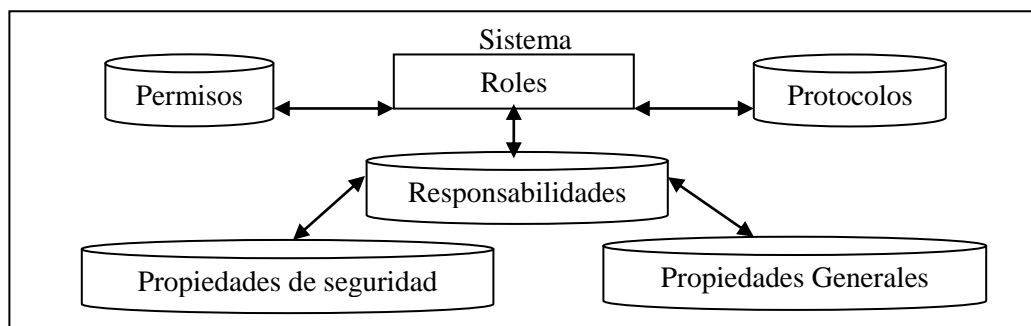 Sistema
Permisos
Roles
Protocolos
Responsabilidades
Propiedades de seguridad
Propiedades Generales